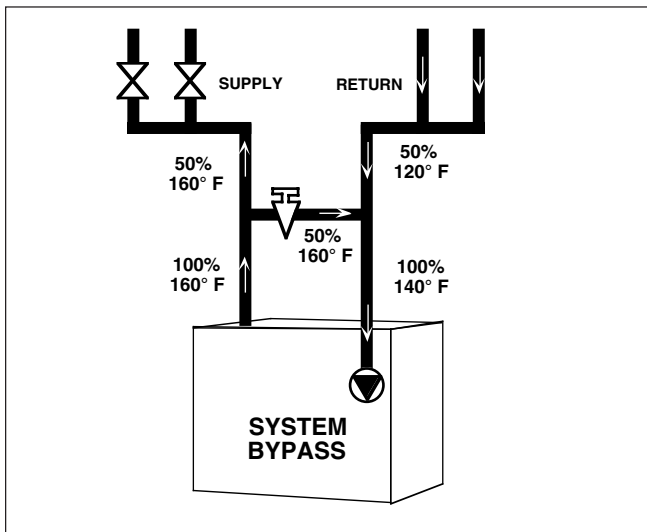 SUPPLY
RETURN
50%
160° F
50%
120° F
50%
160° F
100%
160° F
100%
140° F
SYSTEM
BYPASS